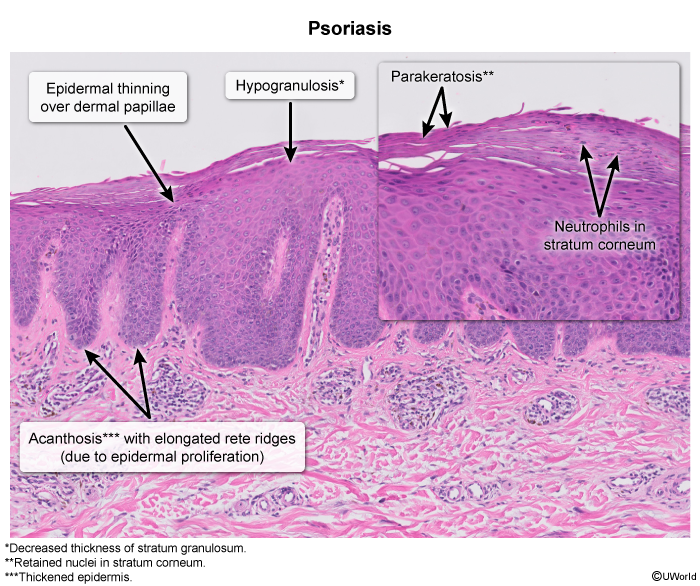 Psoriasis
Epidermal thinning
over dermal papillae
Hypogranulosis*
Parakeratosis**
Neutrophils in
stratum corneum
Acanthosis*** with elongated rete ridges
(due to epidermal proliferation)
*Decreased thickness of stratum granulosum.
**Retained nuclei in stratum corneum.
***Thickened epidermis.
©UWorld